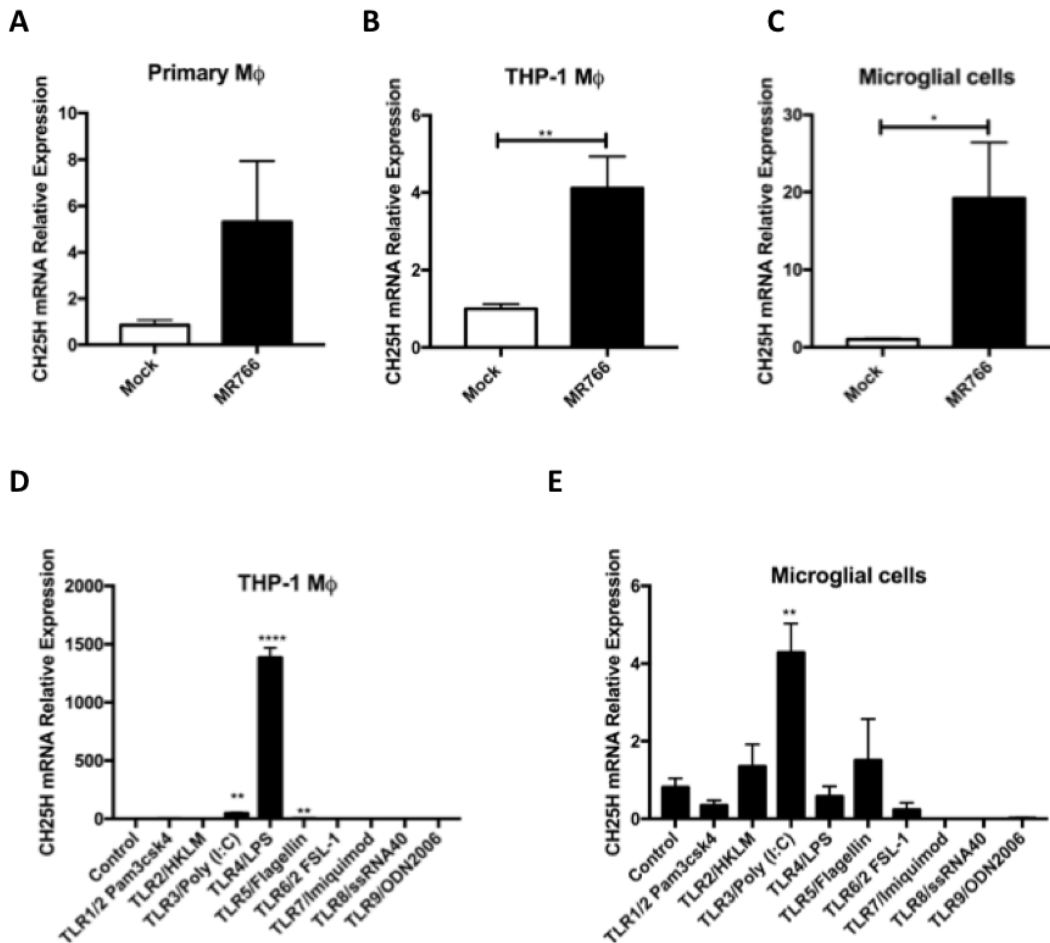 A
B
C
Primary Mϕ
THP-1 Mϕ
Microglial cells
CH25H mRNA Relative Expression
10
8
6
4
2
0
Mock
MR766
CH25H mRNA Relative Expression
6
4
2
0
**
Mock
MR766
CH25H mRNA Relative Expression
30
20
10
0
*
Mock
MR766
D
E
THP-1 Mϕ
CH25H mRNA Relative Expression
2000
1500
1000
500
0
**
****
**
Control
TLR1/2 Pam3csk4
TLR2/HKLM
TLR3/Poly (I:C)
TLR4/LPS
TLR5/Flagellin
TLR6/2 FSL-1
TLR7/Imiquimod
TLR8/ssRNA40
TLR9/ODN2006
Microglial cells
CH25H mRNA Relative Expression
6
4
2
0
**
Control
TLR1/2 Pam3csk4
TLR2/HKLM
TLR3/Poly (I:C)
TLR4/LPS
TLR5/Flagellin
TLR6/2 FSL-1
TLR7/Imiquimod
TLR8/ssRNA40
TLR9/ODN2006